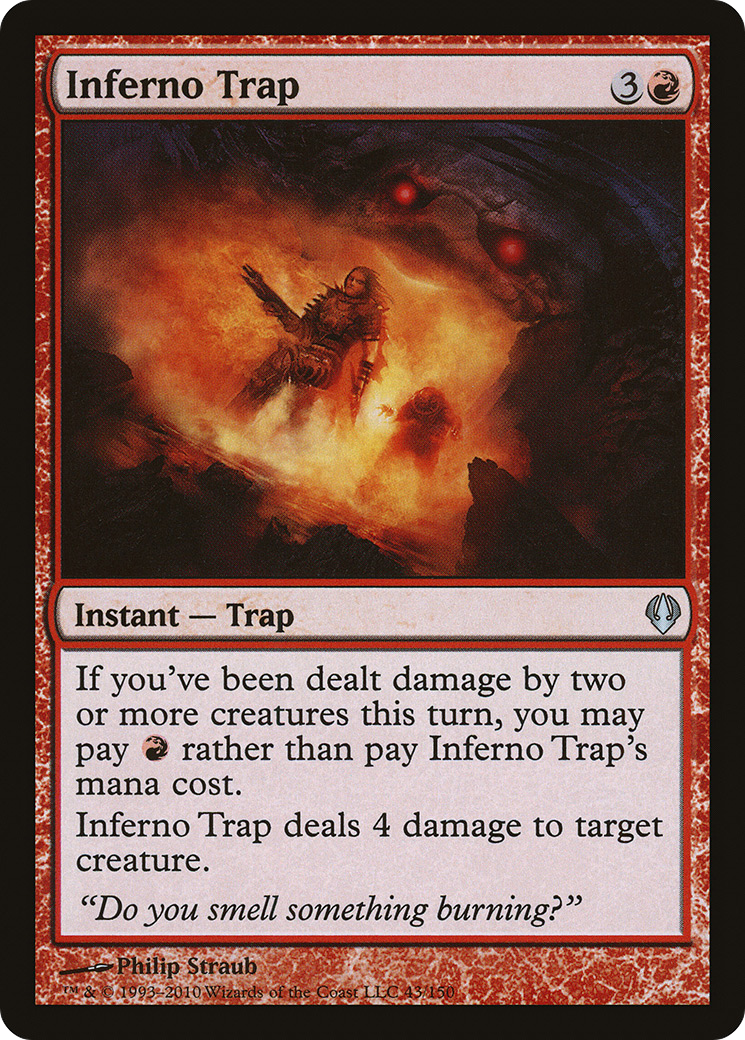 Inferno Trap 3
Instant — Trap
If you've been dealt damage by two
or more creatures this turn, you may
pay rather than pay Inferno Trap's
mana cost.
Inferno Trap deals 4 damage to target
creature.
"Do you smell something burning?"
Philip Straub
™ & © 1993–2010 Wizards of the Coast LLC 43/150